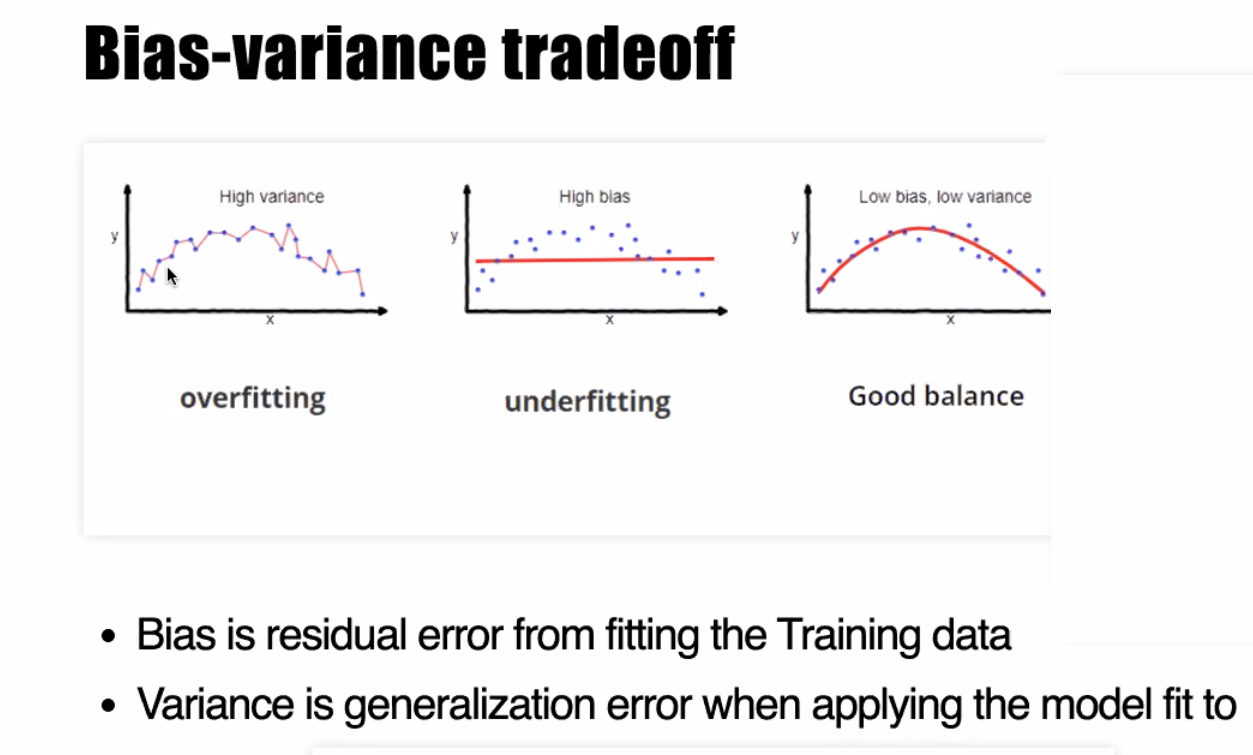 Bias-variance tradeoff
High variance
High bias
Low bias, low variance
y
y
y
x
x
x
overfitting
underfitting
Good balance
• Bias is residual error from fitting the Training data
• Variance is generalization error when applying the model fit to